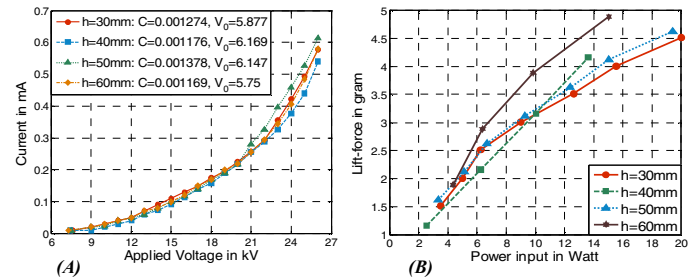 h=30mm: C=0.001274, V0=5.877
h=40mm: C=0.001176, V0=6.169
h=50mm: C=0.001378, V0=6.147
h=60mm: C=0.001169, V0=5.75
Current in mA
0.7
0.6
0.5
0.4
0.3
0.2
0.1
0
6 9 12 15 18 21 24 27
Applied Voltage in kV
(A)
Lift-force in gram
5
4.5
4
3.5
3
2.5
2
1.5
1
0 2 4 6 8 10 12 14 16 18 20
Power input in Watt
(B)
h=30mm
h=40mm
h=50mm
h=60mm